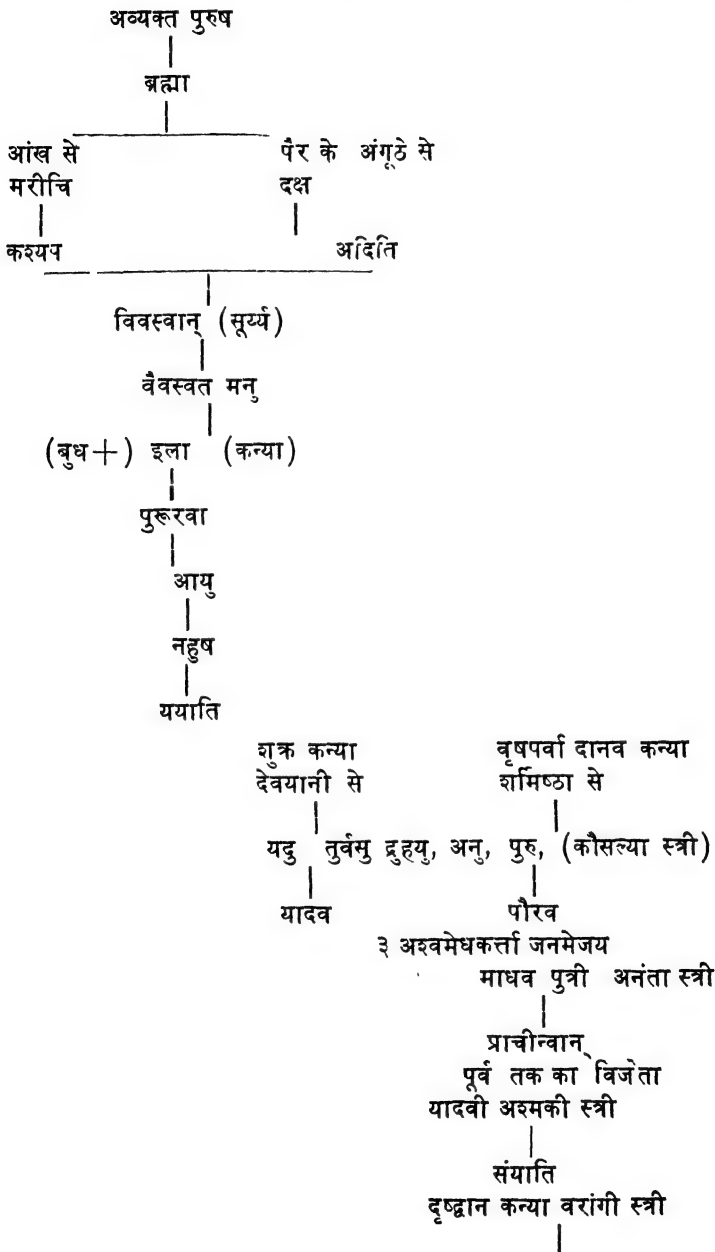 अव्यक्त पुरुष
ब्रह्मा
आंख से पैर के अंगूठे से
मरीचि दक्ष
कश्यप अदिति
विवस्वान् (सूर्य्य)
वैवस्वत मनु
(बुध+) इला (कन्या)
पुरूरवा
आयु
नहुष
ययाति
शुक्र कन्या वृषपर्वा दानव कन्या
देवयानी से शर्मिष्ठा से
यदु तुर्वसु द्रुहयु, अनु, पुरु, (कौसल्या स्त्री)
यादव पौरव
३ अश्वमेधकर्त्ता जनमेजय
माधव पुत्री अनंता स्त्री
प्राचीन्वान्
पूर्व तक का विजेता
यादवी अश्मकी स्त्री
संयाति
दृष्द्वान कन्या वरांगी स्त्री